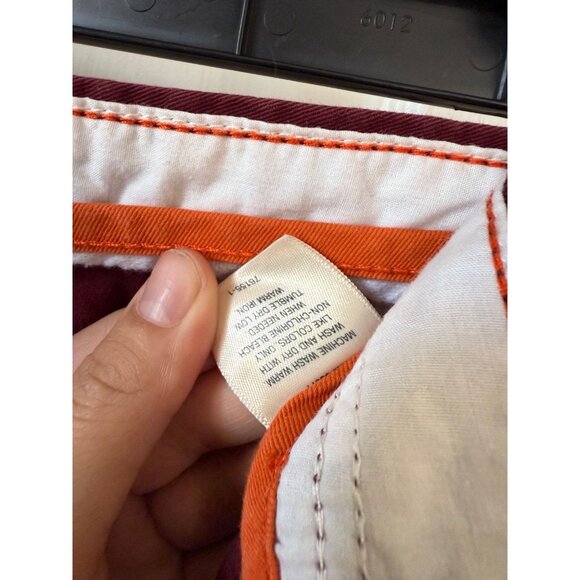 6012
MACHINE WASH WARM.
WASH AND DRY WITH
LIKE COLORS. ONLY
NON-CHLORINE BLEACH
WHEN NEEDED
TUMBLE DRY LOW
WARM IRON
76156-1